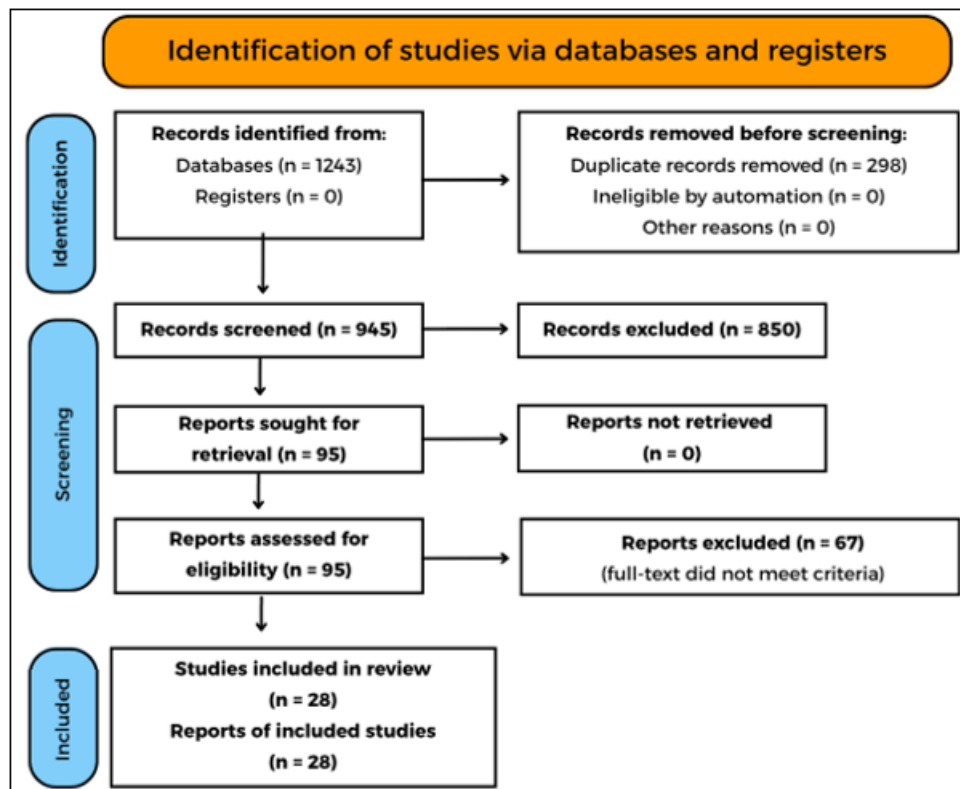 Identification of studies via databases and registers
Identification
Records identified from:
Databases (n = 1243)
Registers (n = 0)
Records removed before screening:
Duplicate records removed (n = 298)
Ineligible by automation (n = 0)
Other reasons (n = 0)
Screening
Records screened (n = 945)
Records excluded (n = 850)
Reports sought for
retrieval (n = 95)
Reports not retrieved
(n = 0)
Reports assessed for
eligibility (n = 95)
Reports excluded (n = 67)
(full-text did not meet criteria)
Included
Studies included in review
(n = 28)
Reports of included studies
(n = 28)